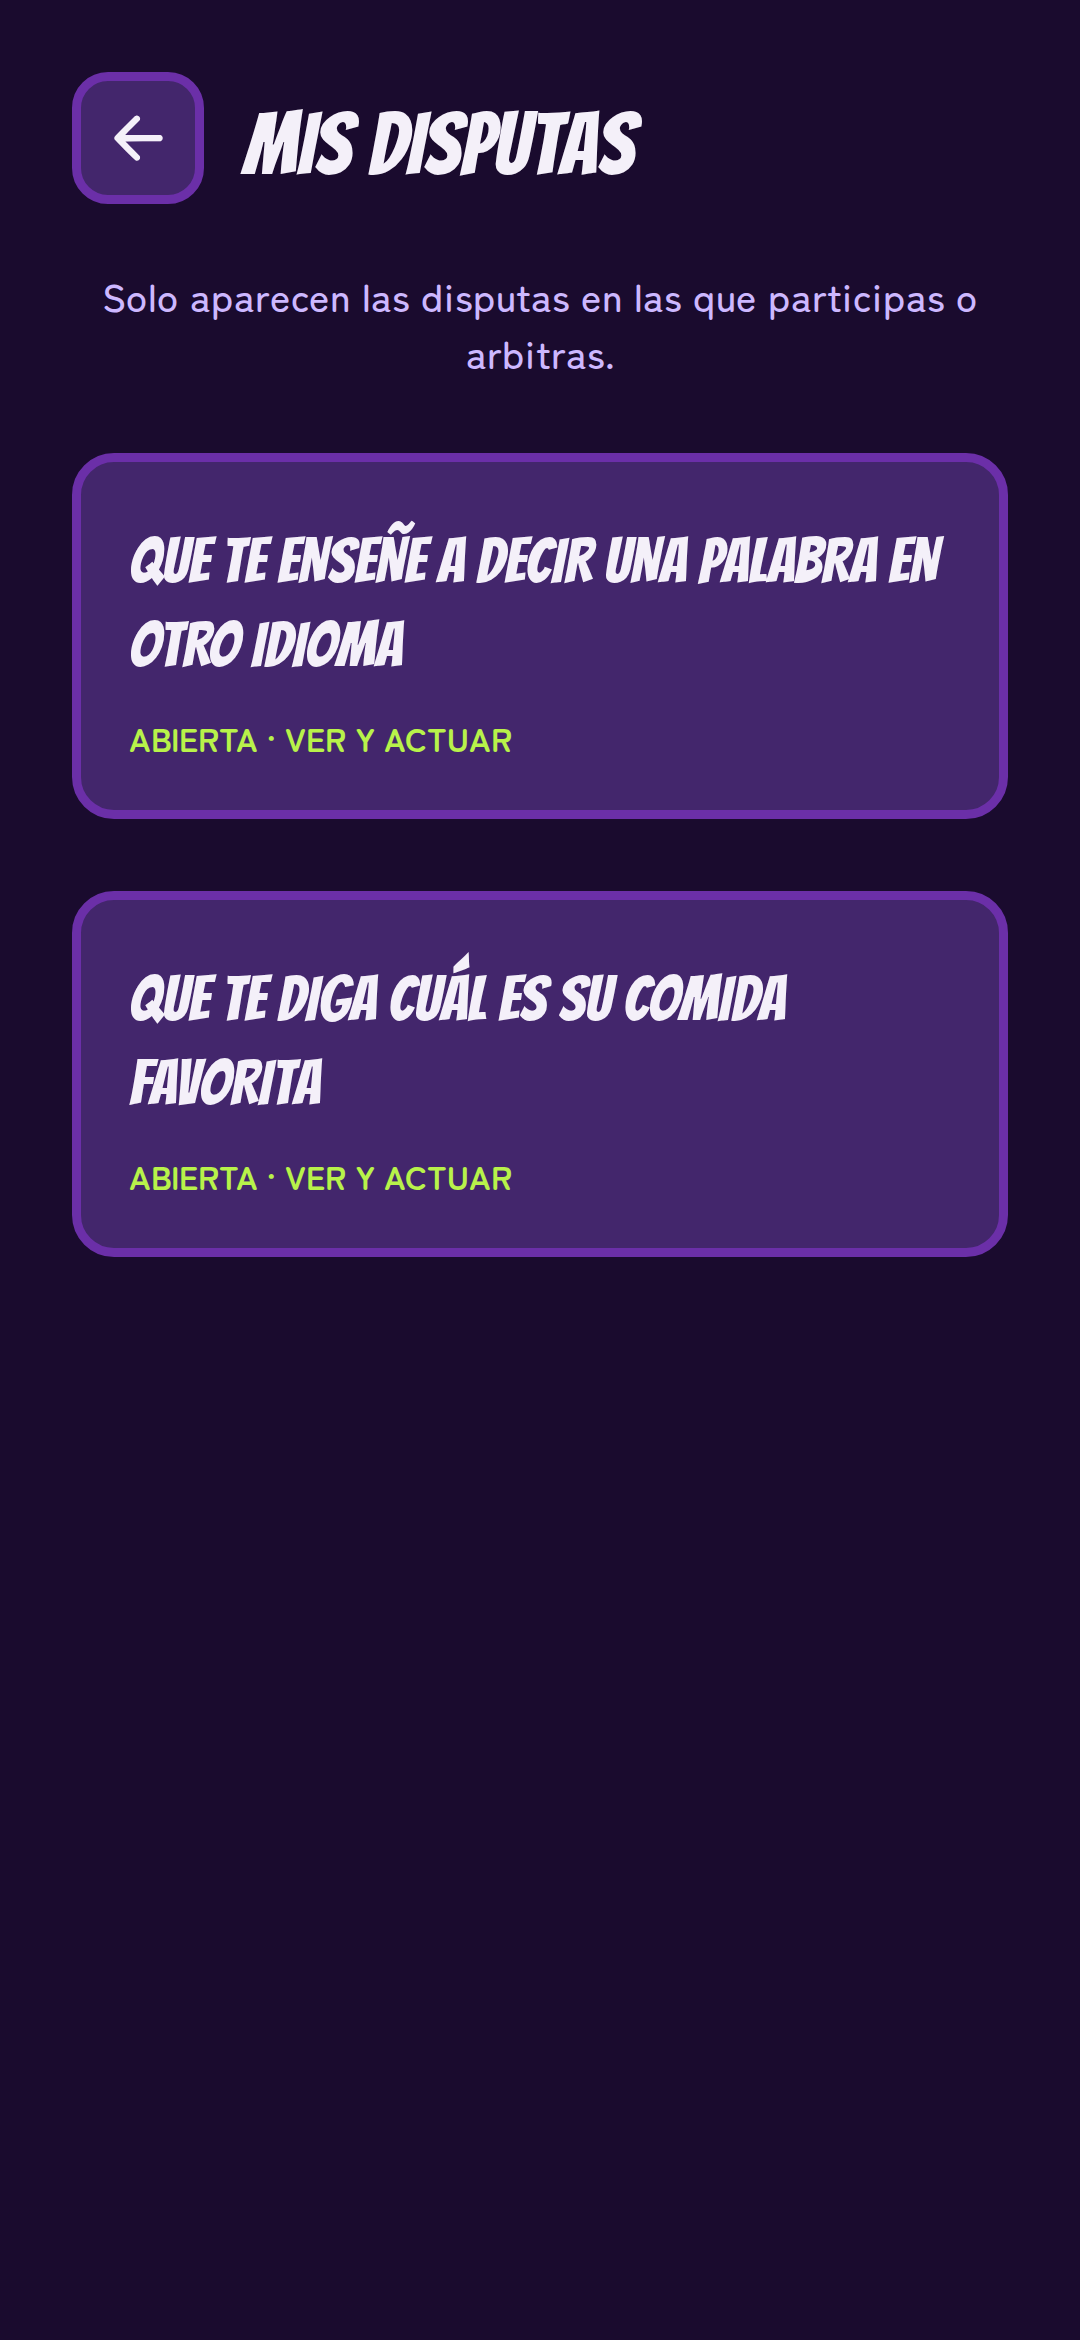 MIS DISPUTAS
Solo aparecen las disputas en las que participas o
arbitras.
QUE TE ENSEÑE A DECIR UNA PALABRA EN
OTRO IDIOMA
ABIERTA · VER Y ACTUAR
QUE TE DIGA CUÁL ES SU COMIDA
FAVORITA
ABIERTA · VER Y ACTUAR